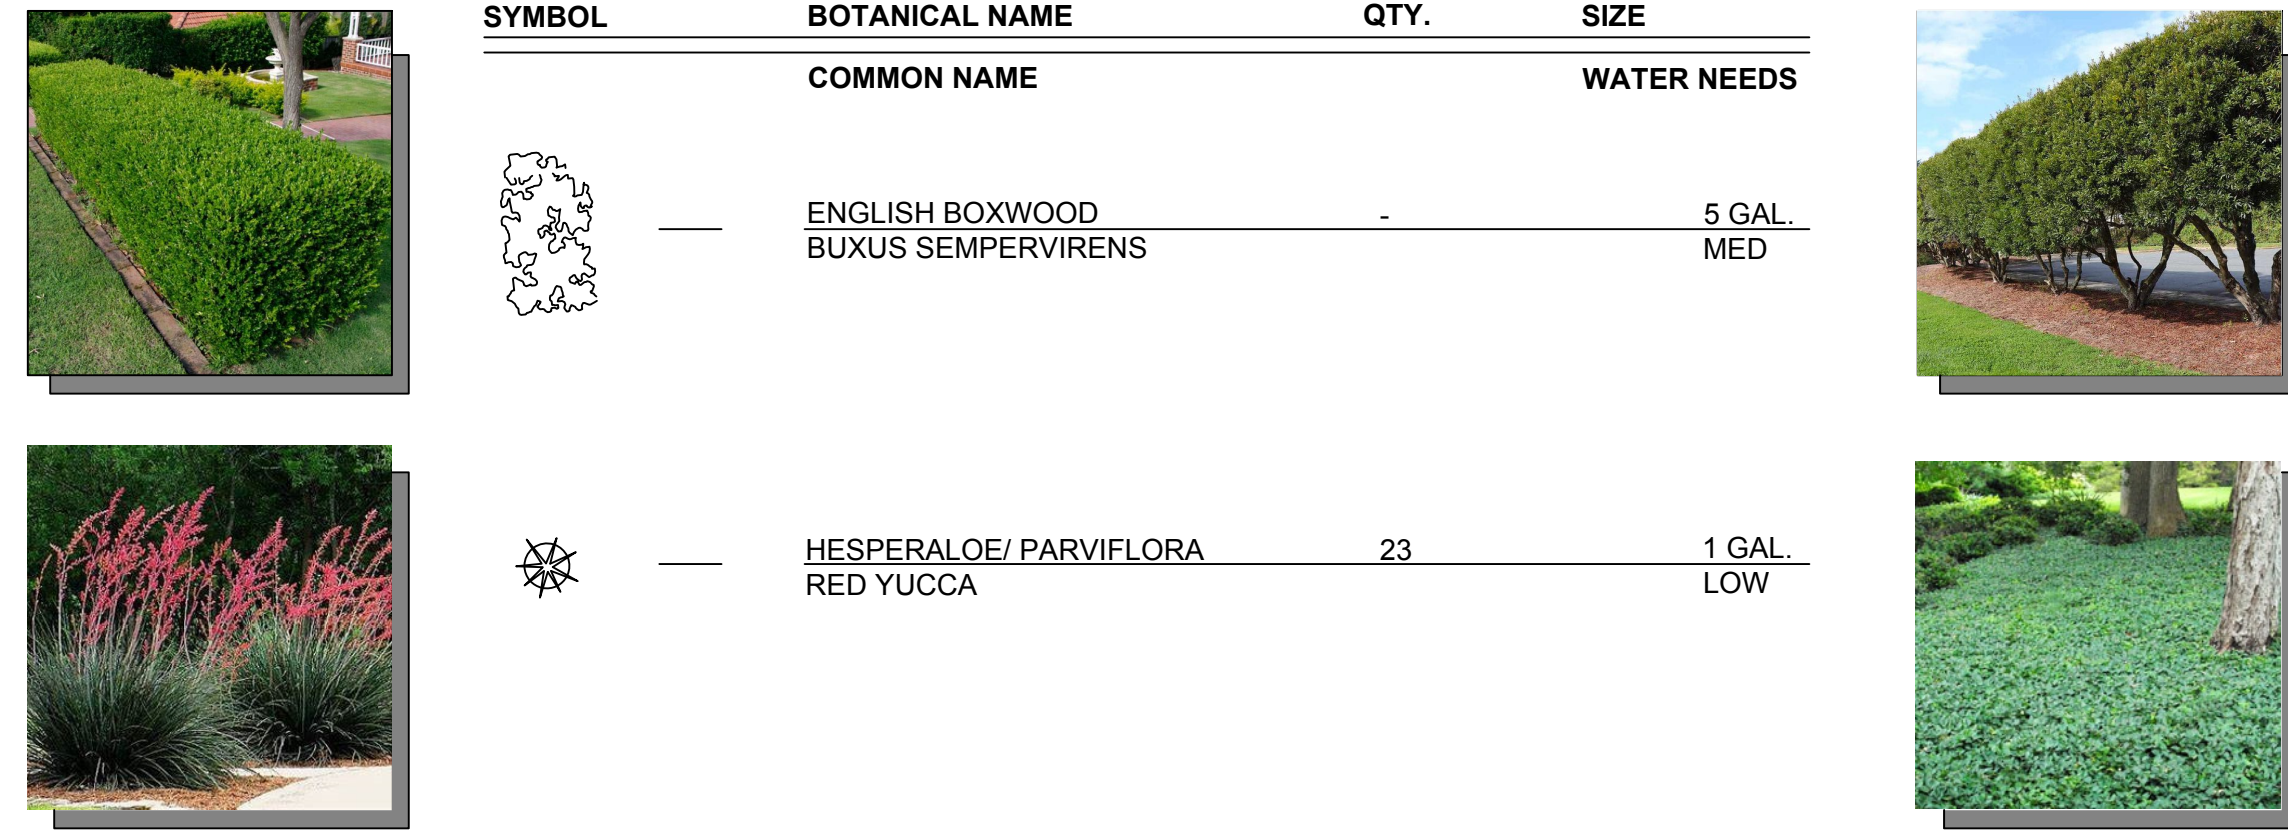 SYMBOL BOTANICAL NAME QTY. SIZE
COMMON NAME WATER NEEDS
ENGLISH BOXWOOD - 5 GAL.
BUXUS SEMPERVIRENS MED
HESPERALOE/ PARVIFLORA 23 1 GAL.
RED YUCCA LOW